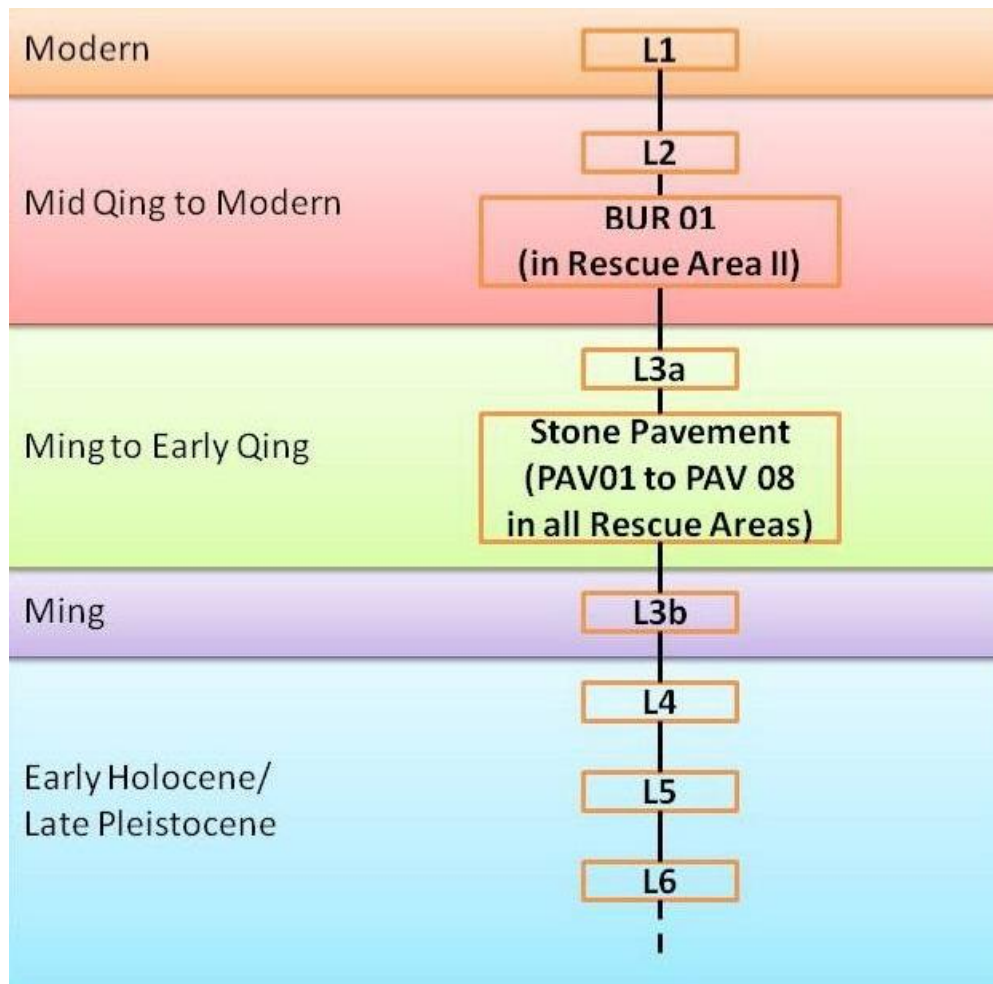 Modern
L1
L2
Mid Qing to Modern
BUR 01
(in Rescue Area II)
L3a
Ming to Early Qing
Stone Pavement
(PAV01 to PAV 08
in all Rescue Areas)
Ming
L3b
L4
Early Holocene/
Late Pleistocene
L5
L6